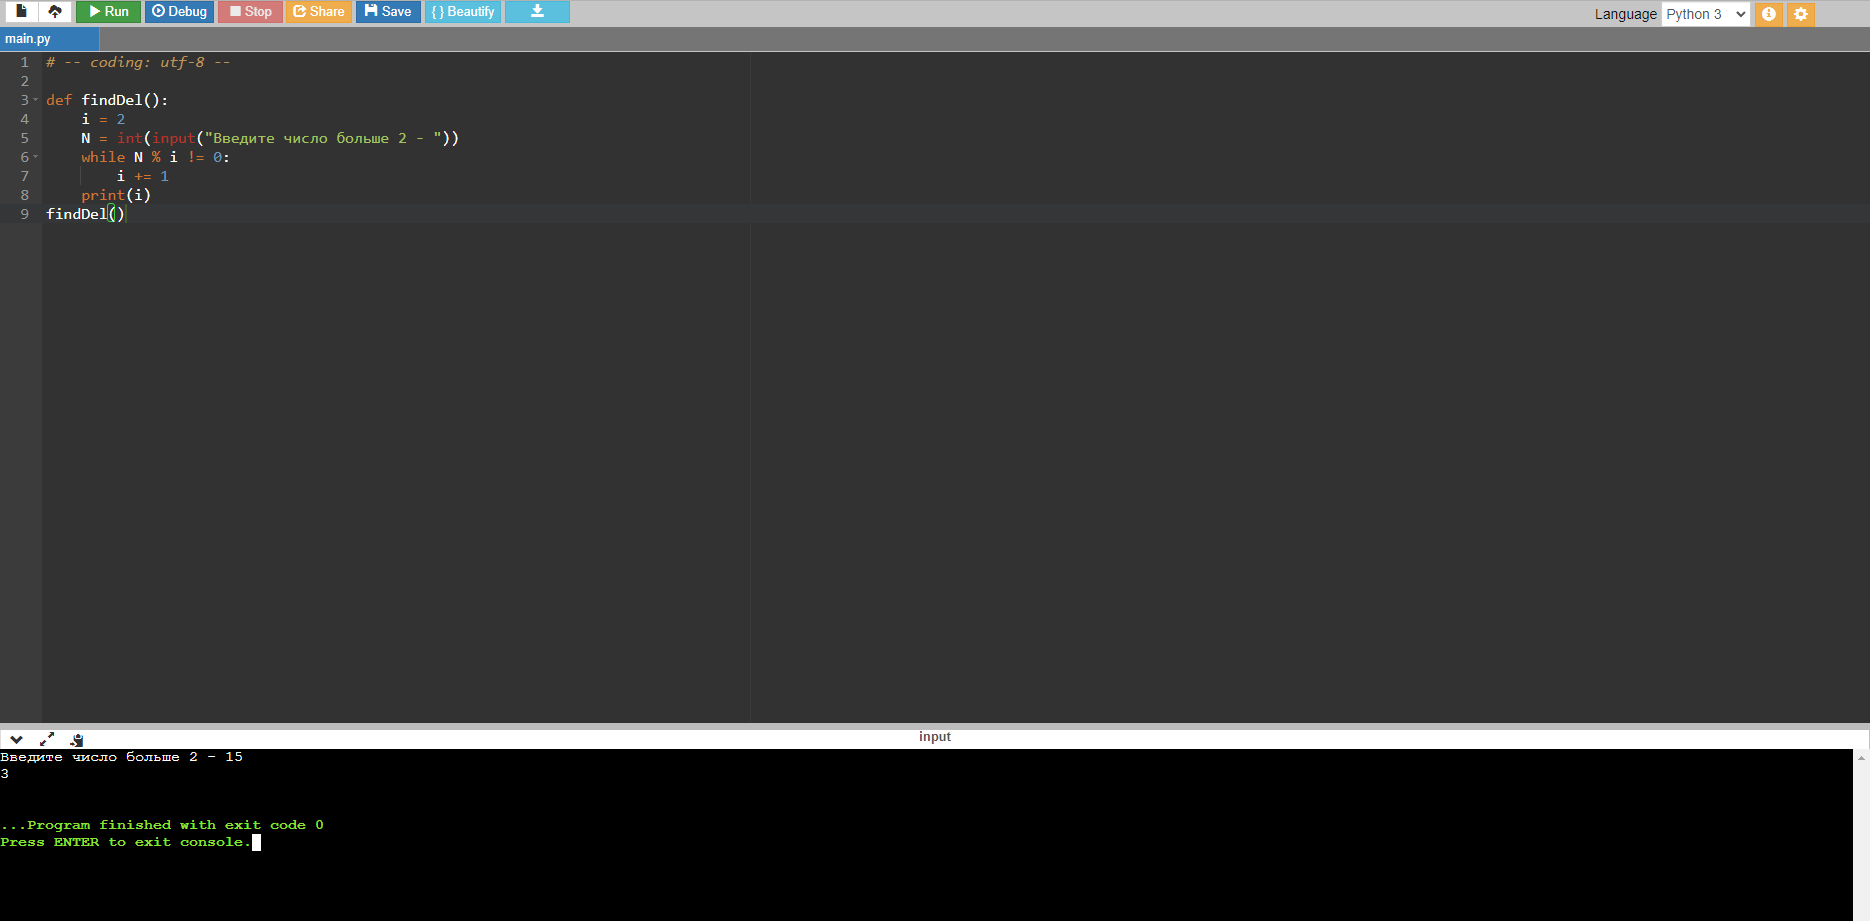 Run Debug Stop Share Save { } Beautify Language Python 3
main.py
1 # -- coding: utf-8 --
2
3 def findDel():
4     i = 2
5     N = int(input("Введите число больше 2 - "))
6     while N % i != 0:
7         i += 1
8     print(i)
9 findDel()
input
Введите число больше 2 - 15
3
...Program finished with exit code 0
Press ENTER to exit console.